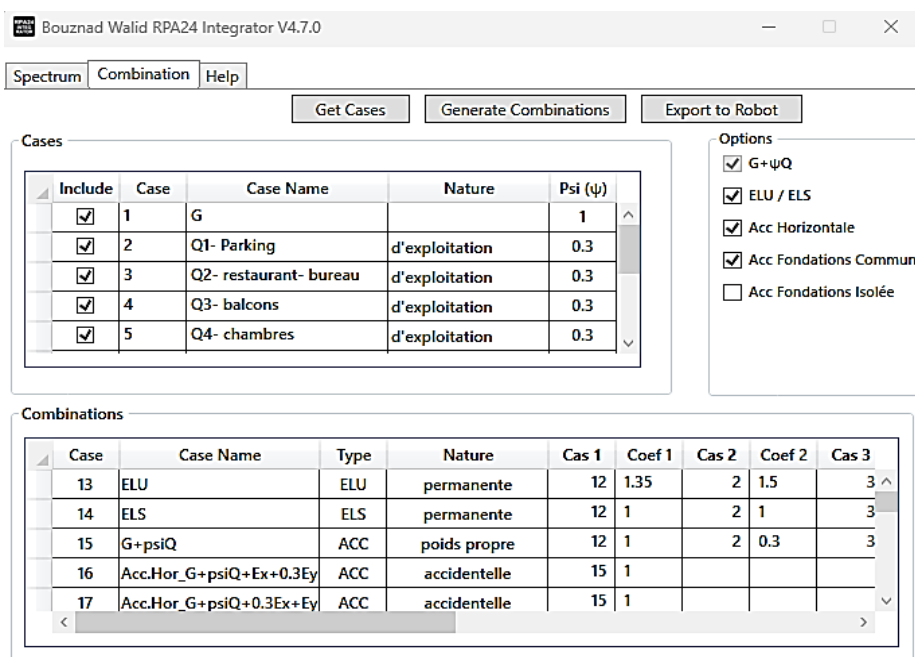 RPA24 INTEG RATOR Bouznad Walid RPA24 Integrator V4.7.0
Spectrum Combination Help
Get Cases Generate Combinations Export to Robot
Cases
Include Case Case Name Nature Psi (ψ)
1 G 1
2 Q1- Parking d'exploitation 0.3
3 Q2- restaurant- bureau d'exploitation 0.3
4 Q3- balcons d'exploitation 0.3
5 Q4- chambres d'exploitation 0.3
Options
G+ψQ
ELU / ELS
Acc Horizontale
Acc Fondations Commun
Acc Fondations Isolée
Combinations
Case Case Name Type Nature Cas 1 Coef 1 Cas 2 Coef 2 Cas 3
13 ELU ELU permanente 12 1.35 2 1.5 3
14 ELS ELS permanente 12 1 2 1 3
15 G+psiQ ACC poids propre 12 1 2 0.3 3
16 Acc.Hor_G+psiQ+Ex+0.3Ey ACC accidentelle 15 1
17 Acc.Hor_G+psiQ+0.3Ex+Ey ACC accidentelle 15 1